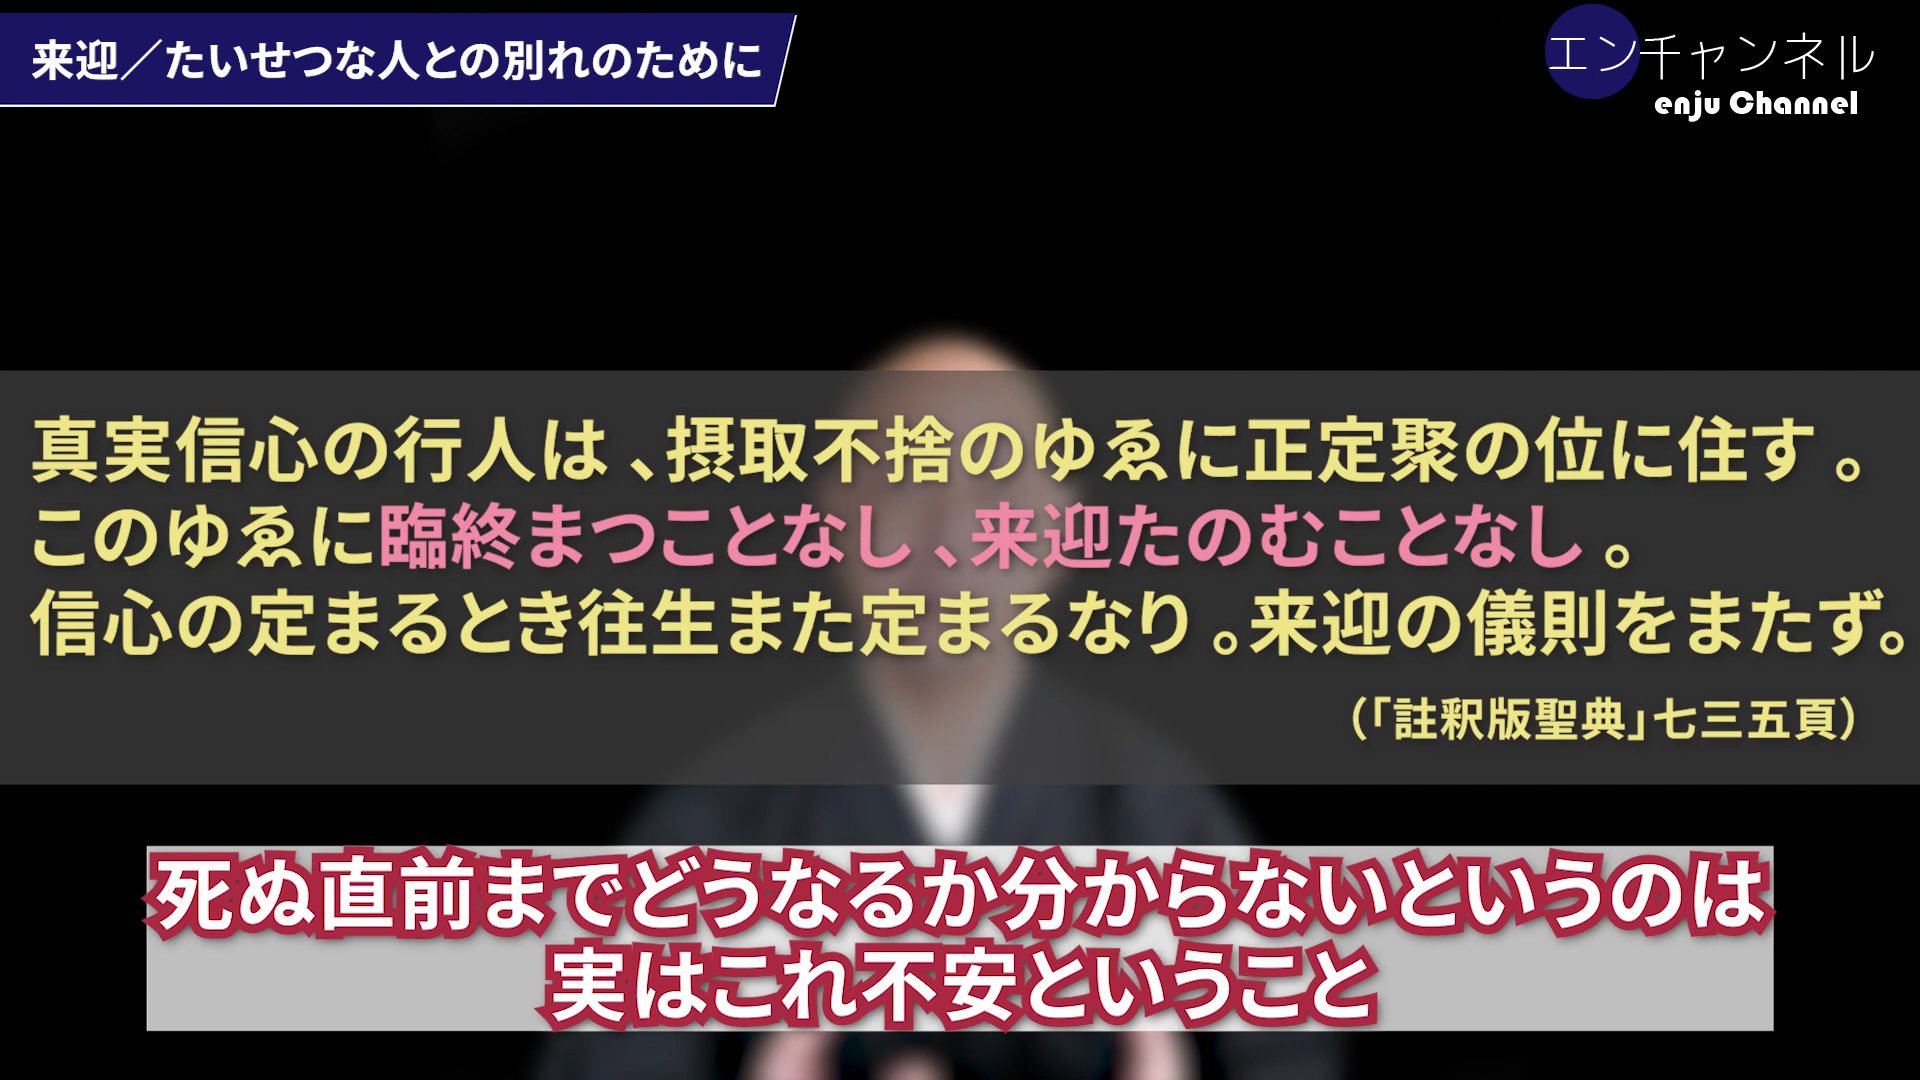 来迎／たいせつな人との別れのために
エンチャンネル
enju Channel
真実信心の行人は、摂取不捨のゆゑに正定聚の位に住す。
このゆゑに臨終まつことなし、来迎たのむことなし。
信心の定まるとき往生また定まるなり。来迎の儀則をまたず。
（「註釈版聖典」七三五頁）
死ぬ直前までどうなるか分からないというのは
実はこれ不安ということ